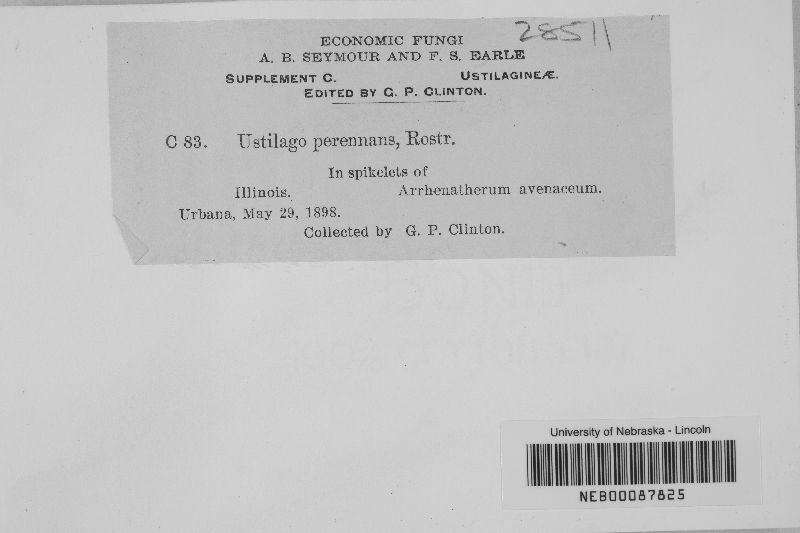 28511
ECONOMIC FUNGI
A. B. SEYMOUR AND F. S. EARLE
SUPPLEMENT C. USTILAGINEÆ.
EDITED BY G. P. CLINTON.
C 83. Ustilago perennans, Rostr.
In spikelets of
Illinois. Arrhenatherum avenaceum.
Urbana, May 29, 1898.
Collected by G. P. Clinton.
University of Nebraska - Lincoln
NEB00087825